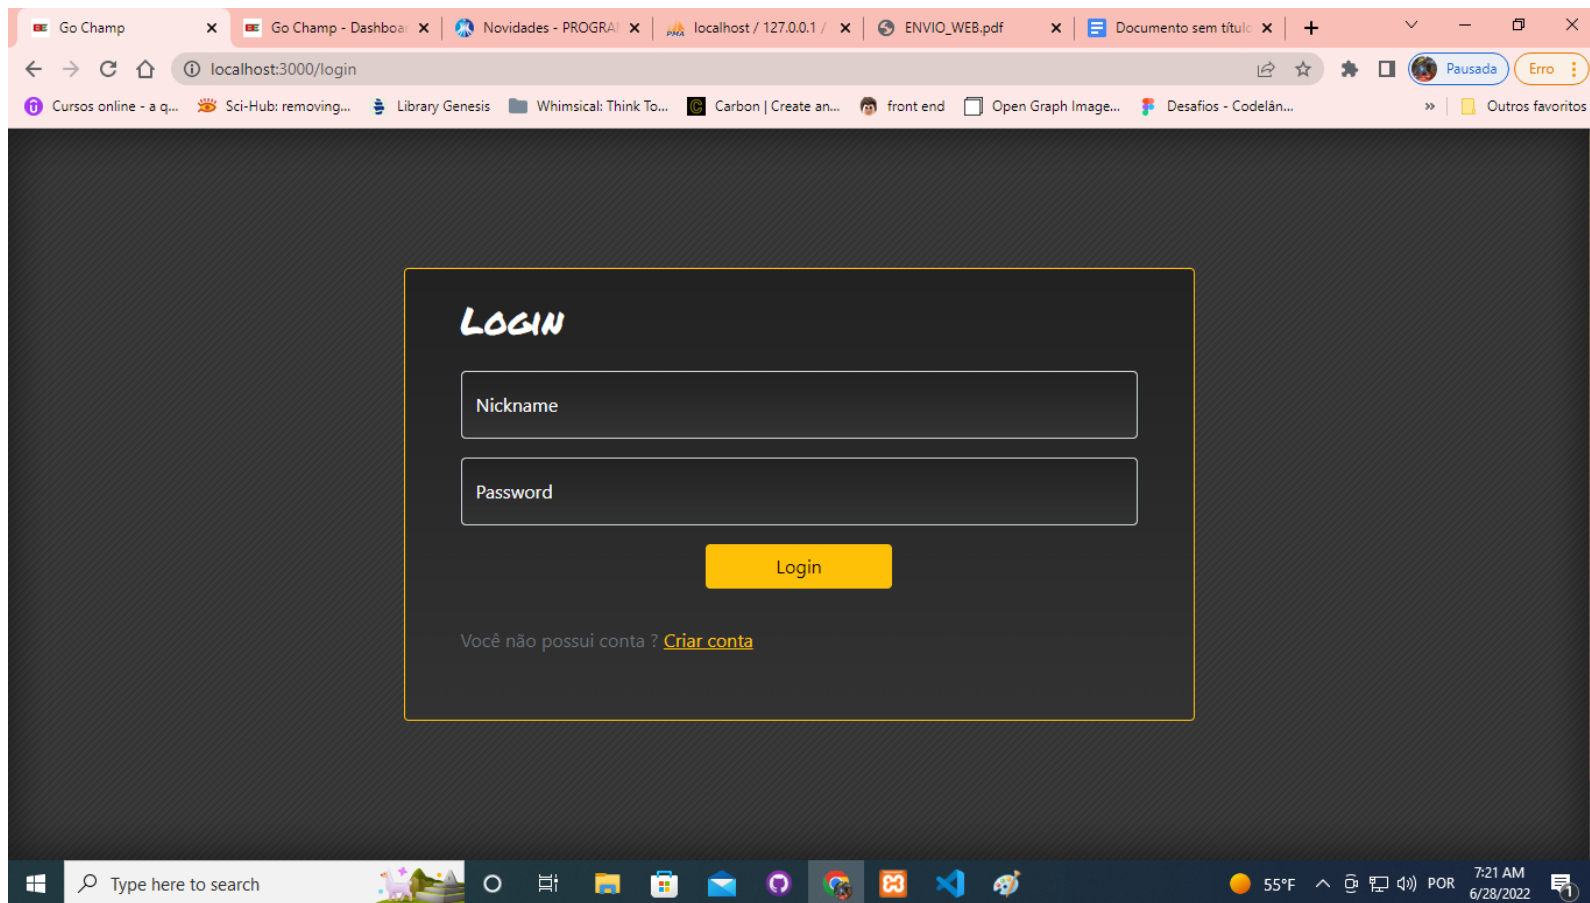 Go Champ
Go Champ - Dashboar
Novidades - PROGRA
localhost / 127.0.0.1 /
ENVIO_WEB.pdf
Documento sem título
localhost:3000/login
Pausada
Erro
Cursos online - a q...
Sci-Hub: removing...
Library Genesis
Whimsical: Think To...
Carbon | Create an...
front end
Open Graph Image...
Desafios - Codelân...
»
Outros favoritos
Login
Nickname
Password
Login
Você não possui conta ? Criar conta
Type here to search
55°F
POR
7:21 AM
6/28/2022
1